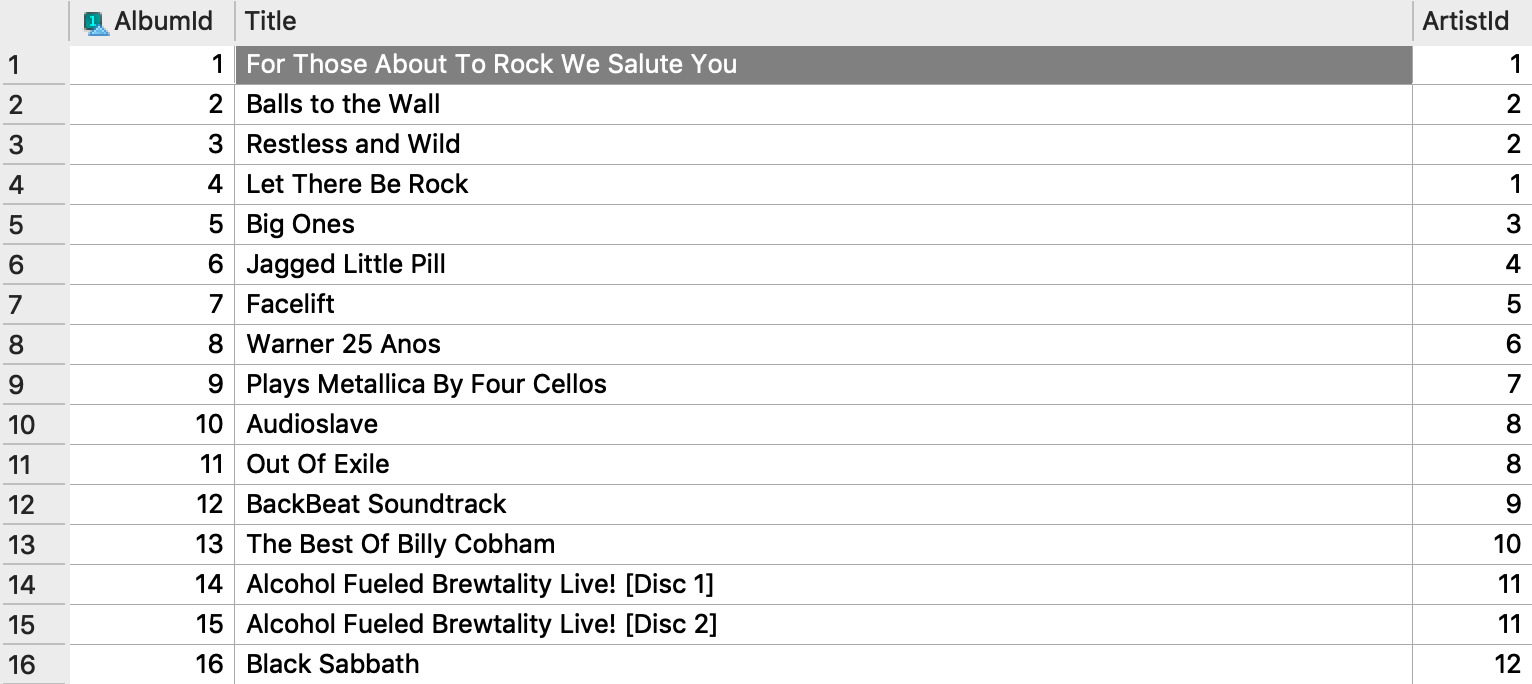 AlbumId Title ArtistId
1 1 For Those About To Rock We Salute You 1
2 2 Balls to the Wall 2
3 3 Restless and Wild 2
4 4 Let There Be Rock 1
5 5 Big Ones 3
6 6 Jagged Little Pill 4
7 7 Facelift 5
8 8 Warner 25 Anos 6
9 9 Plays Metallica By Four Cellos 7
10 10 Audioslave 8
11 11 Out Of Exile 8
12 12 BackBeat Soundtrack 9
13 13 The Best Of Billy Cobham 10
14 14 Alcohol Fueled Brewtality Live! [Disc 1] 11
15 15 Alcohol Fueled Brewtality Live! [Disc 2] 11
16 16 Black Sabbath 12